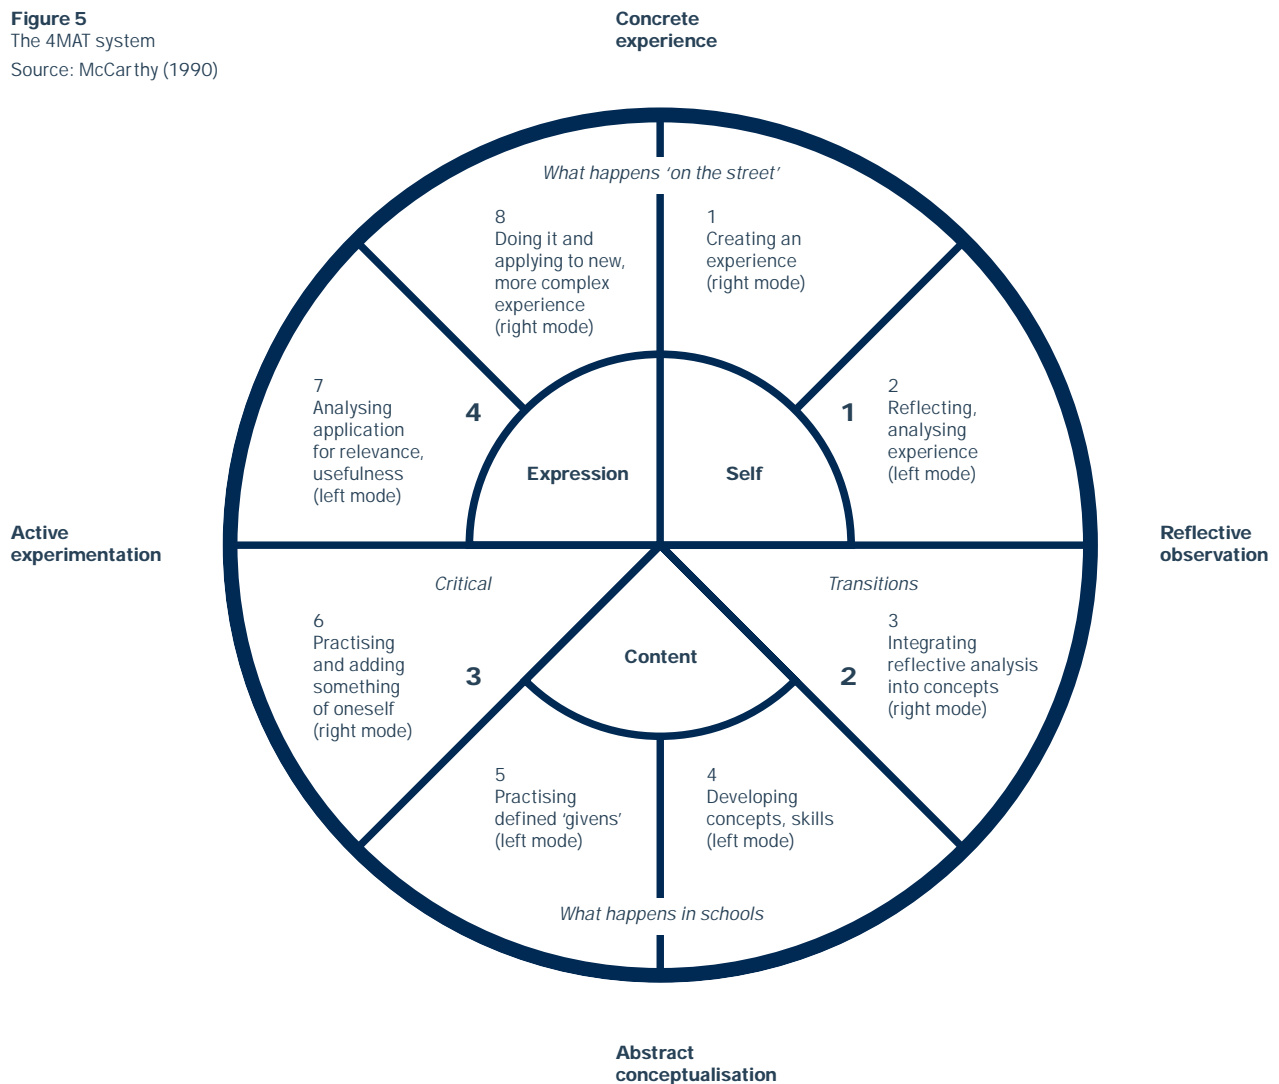 Figure 5
The 4MAT system
Source: McCarthy (1990)
Concrete
experience
What happens ‘on the street’
8
Doing it and
applying to new,
more complex
experience
(right mode)
1
Creating an
experience
(right mode)
7
Analysing
application
for relevance,
usefulness
(left mode)
4
Expression
Self
1
2
Reflecting,
analysing
experience
(left mode)
Active
experimentation
Reflective
observation
Critical
Transitions
6
Practising
and adding
something
of oneself
(right mode)
3
Content
2
3
Integrating
reflective analysis
into concepts
(right mode)
5
Practising
defined ‘givens’
(left mode)
4
Developing
concepts, skills
(left mode)
What happens in schools
Abstract
conceptualisation